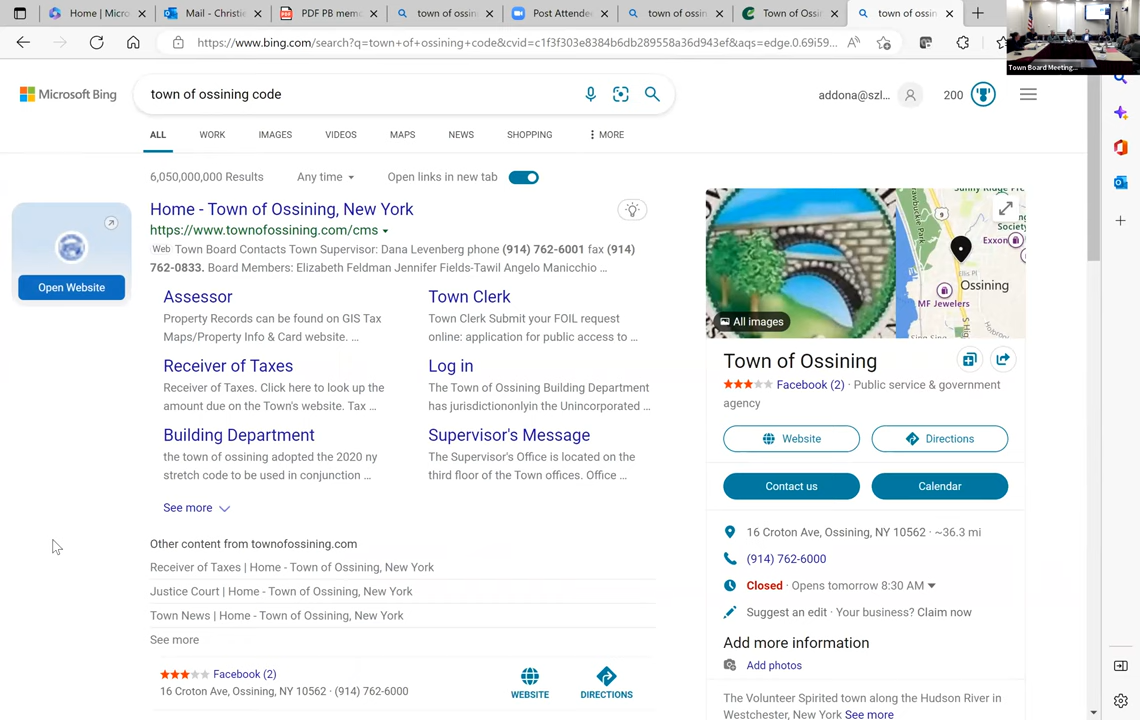 Home | Micro
Mail - Christie
PDF PB mem
town of ossin
Post Attende
town of ossin
Town of Ossin
town of ossin
https://www.bing.com/search?q=town+of+ossining+code&cvid=c1f3f303e8384b6db289558a36d943ef&aqs=edge.0.69i59...
Town Board Meeting...
Microsoft Bing
town of ossining code
addona@szl...
200
ALL
WORK
IMAGES
VIDEOS
MAPS
NEWS
SHOPPING
MORE
6,050,000,000 Results
Any time
Open links in new tab
Open Website
Home - Town of Ossining, New York
https://www.townofossining.com/cms
Web Town Board Contacts Town Supervisor: Dana Levenberg phone (914) 762-6001 fax (914)
762-0833. Board Members: Elizabeth Feldman Jennifer Fields-Tawil Angelo Manicchio ...
Assessor
Property Records can be found on GIS Tax
Maps/Property Info & Card website. ...
Town Clerk
Town Clerk Submit your FOIL request
online: application for public access to ...
Receiver of Taxes
Receiver of Taxes. Click here to look up the
amount due on the Town's website. Tax ...
Log in
The Town of Ossining Building Department
has jurisdictiononlyin the Unincorporated ...
Building Department
the town of ossining adopted the 2020 ny
stretch code to be used in conjunction ...
Supervisor's Message
The Supervisor's Office is located on the
third floor of the Town offices. Office ...
See more
Other content from townofossining.com
Receiver of Taxes | Home - Town of Ossining, New York
Justice Court | Home - Town of Ossining, New York
Town News | Home - Town of Ossining, New York
See more
Facebook (2)
16 Croton Ave, Ossining, NY 10562 · (914) 762-6000
WEBSITE
DIRECTIONS
All images
9
Society
Exxon
Ellis Pl
Ossining
MF Jewelers
Town of Ossining
Facebook (2) · Public service & government
agency
Website
Directions
Contact us
Calendar
16 Croton Ave, Ossining, NY 10562 · ~36.3 mi
(914) 762-6000
Closed · Opens tomorrow 8:30 AM
Suggest an edit · Your business? Claim now
Add more information
Add photos
The Volunteer Spirited town along the Hudson River in
Westchester, New York See more